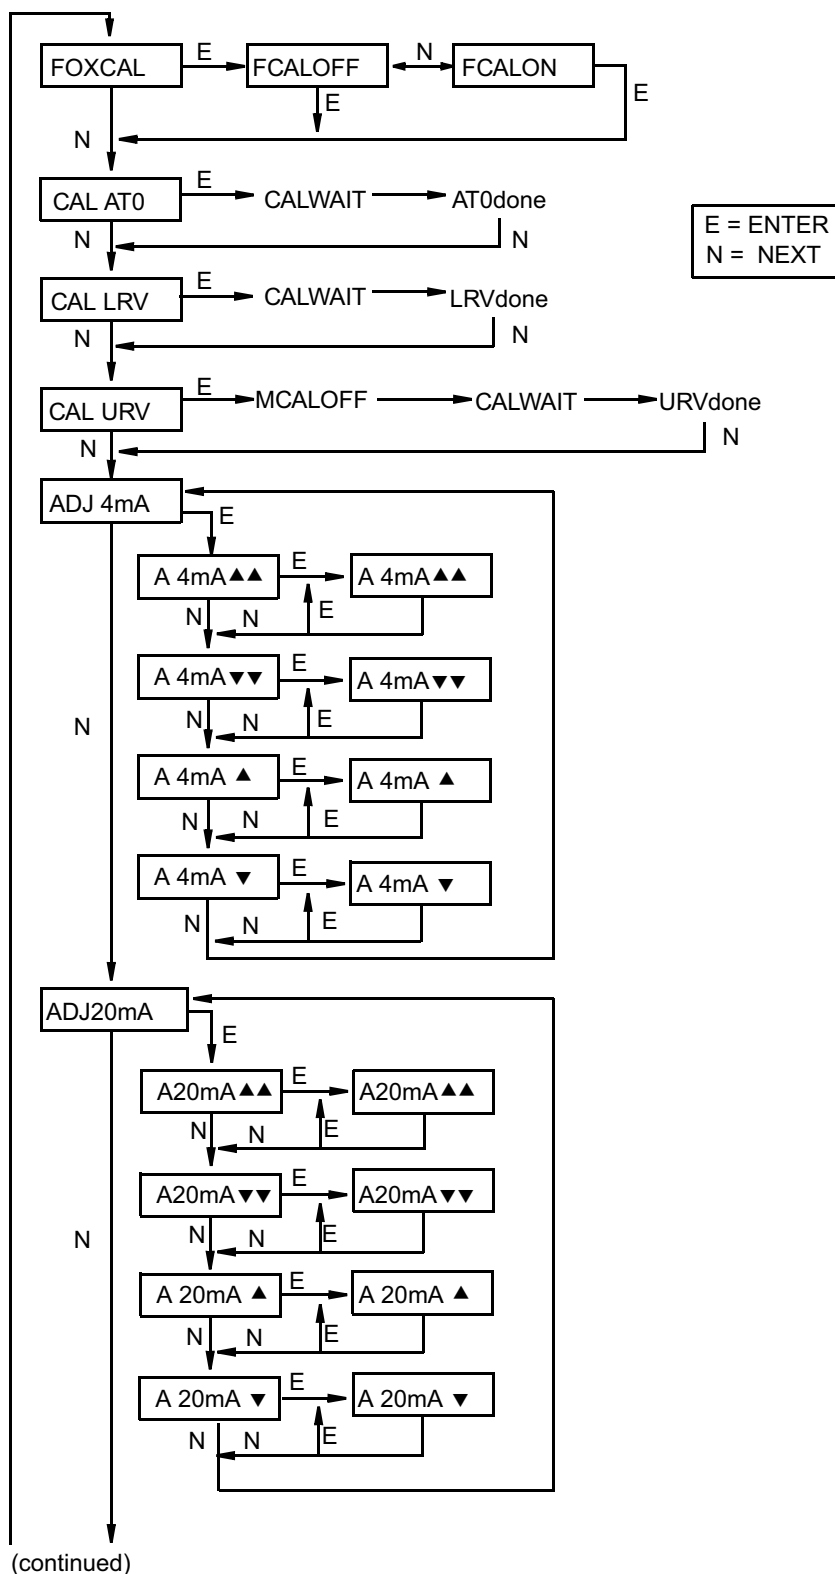 FOXCAL E FCALOFF N FCALON
E E
N
CAL AT0 E CALWAIT AT0done
N N
E = ENTER
N = NEXT
CAL LRV E CALWAIT LRVdone
N N
CAL URV E MCALOFF CALWAIT URVdone
N N
ADJ 4mA
E
A 4mA▲▲ E A 4mA▲▲
N N E
A 4mA▼▼ E A 4mA▼▼
N N N E
A 4mA ▲ E A 4mA ▲
N N E
A 4mA ▼ E A 4mA ▼
N N E
ADJ20mA
E
A20mA▲▲ E A20mA▲▲
N N E
A20mA▼▼ E A20mA▼▼
N N N E
A 20mA ▲ E A 20mA ▲
N N E
A 20mA ▼ E A 20mA ▼
N N E
(continued)